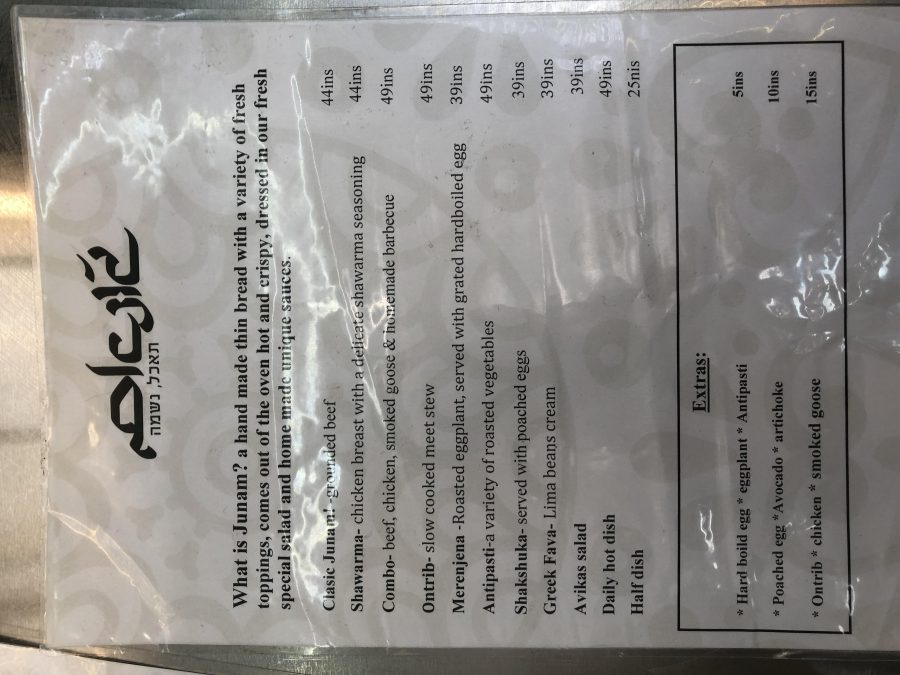 ג'ונאם
תאכל, נשמה
What is Junam? a hand made thin bread with a variety of fresh
toppings, comes out of the oven hot and crispy, dressed in our fresh
special salad and home made unique sauces.
Clasic Junam! -grounded beef 44ins
Shawarma- chicken breast with a delicate shawarma seasoning 44ins
Combo- beef, chicken, smoked goose & homemade barbecue 49ins
Ontrib- slow cooked meet stew 49ins
Merenjena -Roasted eggplant, served with grated hardboiled egg 39ins
Antipasti-a variety of roasted vegetables 49ins
Shakshuka- served with poached eggs 39ins
Greck Fava- Lima beans cream 39ins
Avikas salad 39ins
Daily hot dish 49ins
Half dish 25nis
Extras:
* Hard boild egg * eggplant * Antipasti 5ins
* Poached egg *Avocado * artichoke 10ins
* Ontrib * chicken * smoked goose 15ins